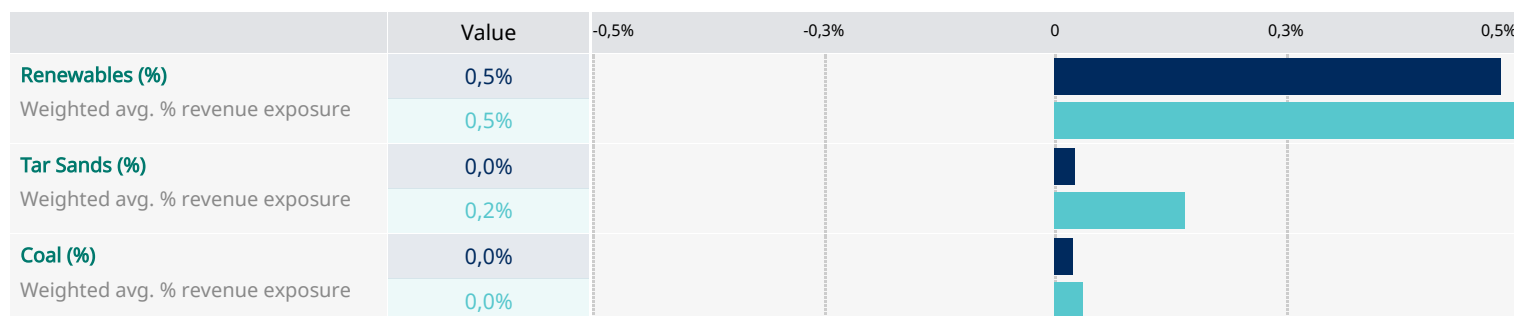 Value -0,5% -0,3% 0 0,3% 0,5%
Renewables (%) 0,5%
Weighted avg. % revenue exposure
0,5%
Tar Sands (%) 0,0%
Weighted avg. % revenue exposure
0,2%
Coal (%) 0,0%
Weighted avg. % revenue exposure
0,0%